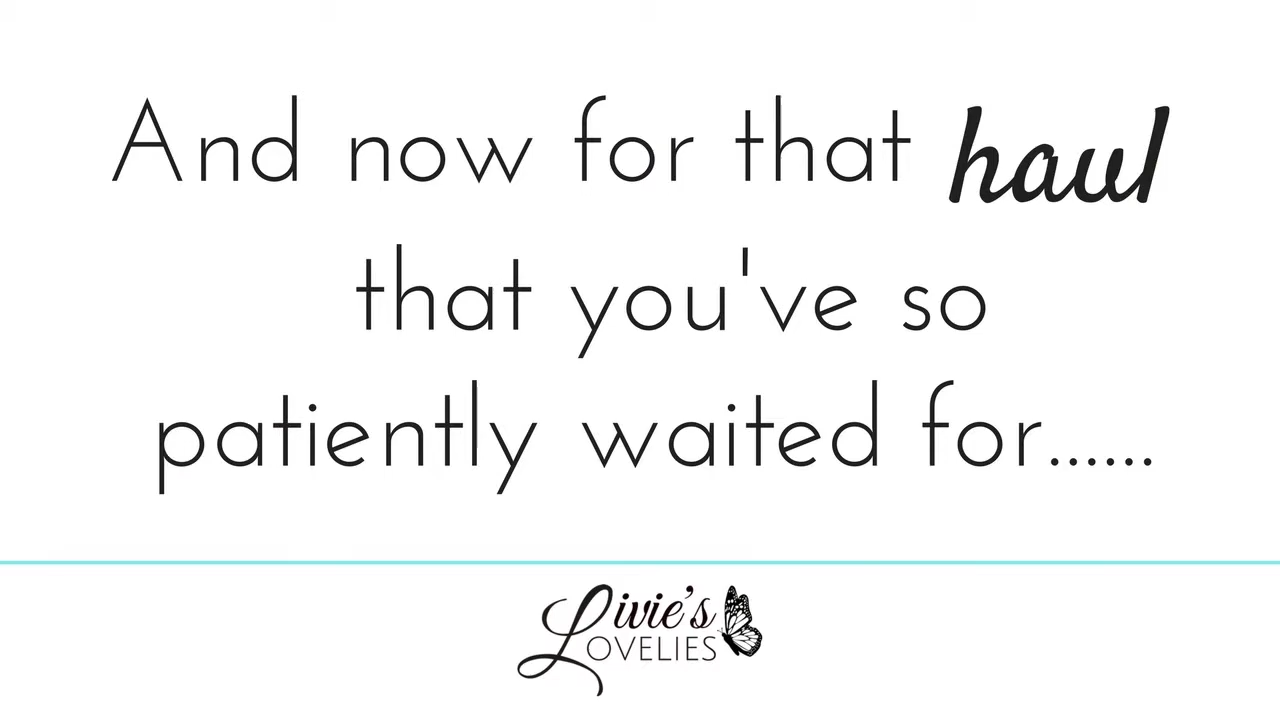 And now for that haul
that you've so
patiently waited for......
Livie's
LOVELIES